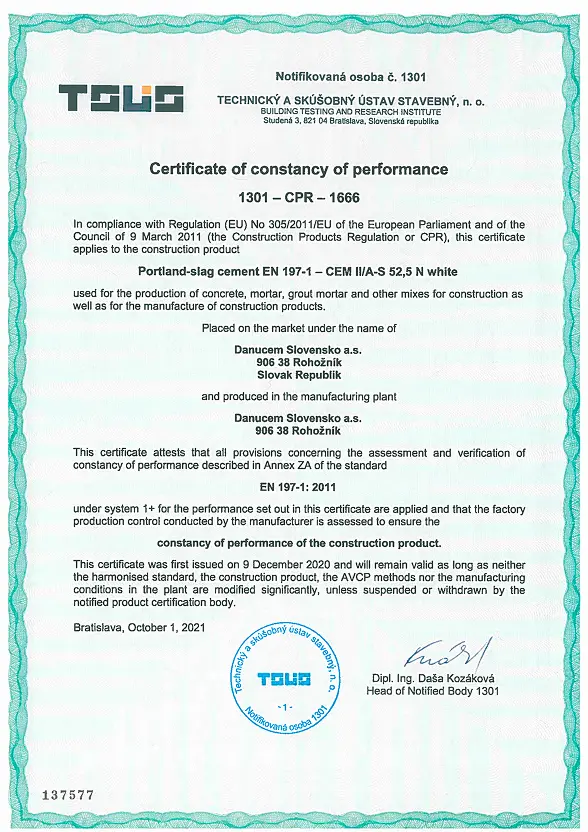 Notifikovaná osoba č. 1301
TSÚS
TECHNICKÝ A SKÚŠOBNÝ ÚSTAV STAVEBNÝ, n. o.
BUILDING TESTING AND RESEARCH INSTITUTE
Studená 3, 821 04 Bratislava, Slovenská republika
Certificate of constancy of performance
1301 – CPR – 1666
In compliance with Regulation (EU) No 305/2011/EU of the European Parliament and of the
Council of 9 March 2011 (the Construction Products Regulation or CPR), this certificate
applies to the construction product
Portland-slag cement EN 197-1 – CEM II/A-S 52,5 N white
used for the production of concrete, mortar, grout mortar and other mixes for construction as
well as for the manufacture of construction products.
Placed on the market under the name of
Danucem Slovensko a.s.
906 38 Rohožník
Slovak Republik
and produced in the manufacturing plant
Danucem Slovensko a.s.
906 38 Rohožník
This certificate attests that all provisions concerning the assessment and verification of
constancy of performance described in Annex ZA of the standard
EN 197-1: 2011
under system 1+ for the performance set out in this certificate are applied and that the factory
production control conducted by the manufacturer is assessed to ensure the
constancy of performance of the construction product.
This certificate was first issued on 9 December 2020 and will remain valid as long as neither
the harmonised standard, the construction product, the AVCP methods nor the manufacturing
conditions in the plant are modified significantly, unless suspended or withdrawn by the
notified product certification body.
Bratislava, October 1, 2021
Technický a skúšobný ústav stavebný, n. o.
TSÚS
- 1 -
Notifikovaná osoba 1301
Dipl. Ing. Daša Kozáková
Head of Notified Body 1301
137577